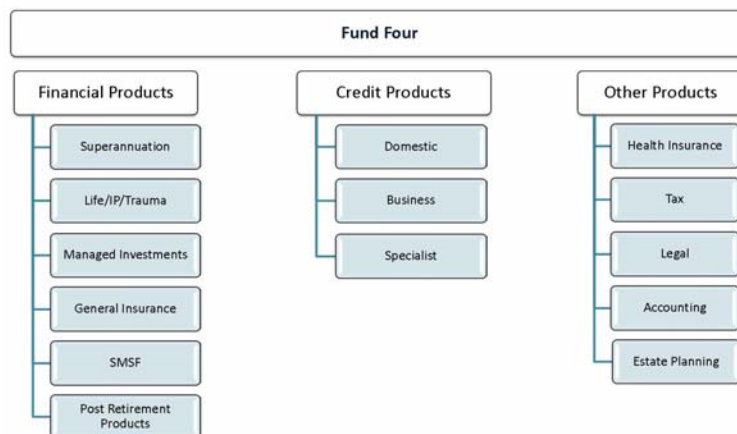 Fund Four
Financial Products
Superannuation
Life/IP/Trauma
Managed Investments
General Insurance
SMSF
Post Retirement
Products
Credit Products
Domestic
Business
Specialist
Other Products
Health Insurance
Tax
Legal
Accounting
Estate Planning